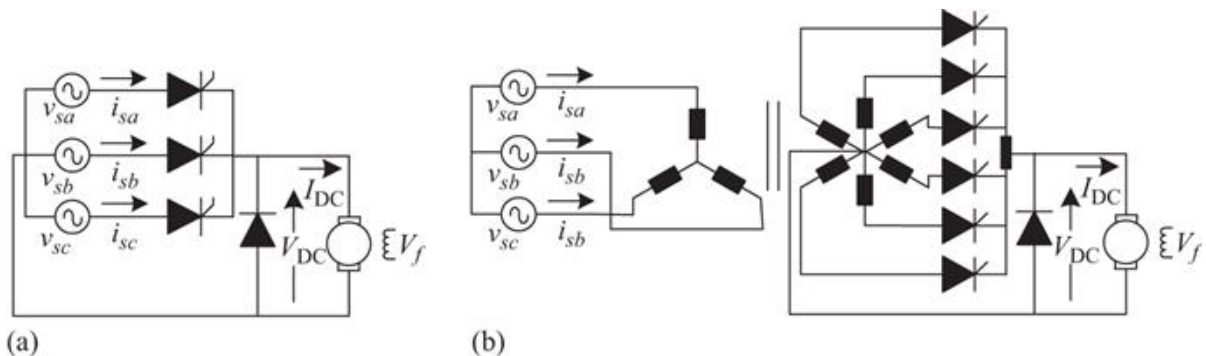 v_sa
i_sa
v_sb
i_sb
v_sc
i_sc
I_DC
V_DC
V_f
(a)
v_sa
i_sa
v_sb
i_sb
v_sc
i_sb
I_DC
V_DC
V_f
(b)